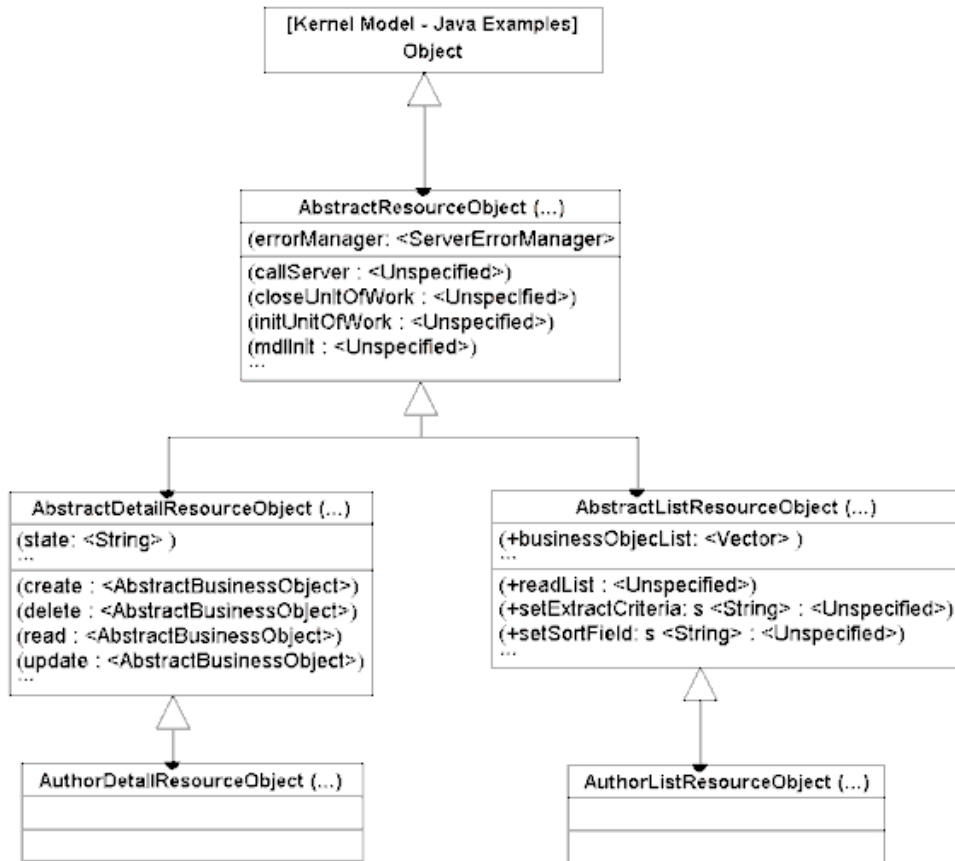 [Kernel Model - Java Examples]
Object
AbstractResourceObject (...)
(errorManager: <ServerErrorManager>
(callServer : <Unspecified>)
(closeUnitOfWork : <Unspecified>)
(initUnitOfWork : <Unspecified>)
(mdlInit : <Unspecified>)
...
AbstractDetailResourceObject (...)
(state: <String> )
...
(create : <AbstractBusinessObject>)
(delete : <AbstractBusinessObject>)
(read : <AbstractBusinessObject>)
(update : <AbstractBusinessObject>)
...
AbstractListResourceObject (...)
(+businessObjecList: <Vector> )
...
(+readList : <Unspecified>)
(+setExtractCriteria: s <String> : <Unspecified>)
(+setSortField: s <String> : <Unspecified>)
...
AuthorDetailResourceObject (...)
AuthorListResourceObject (...)